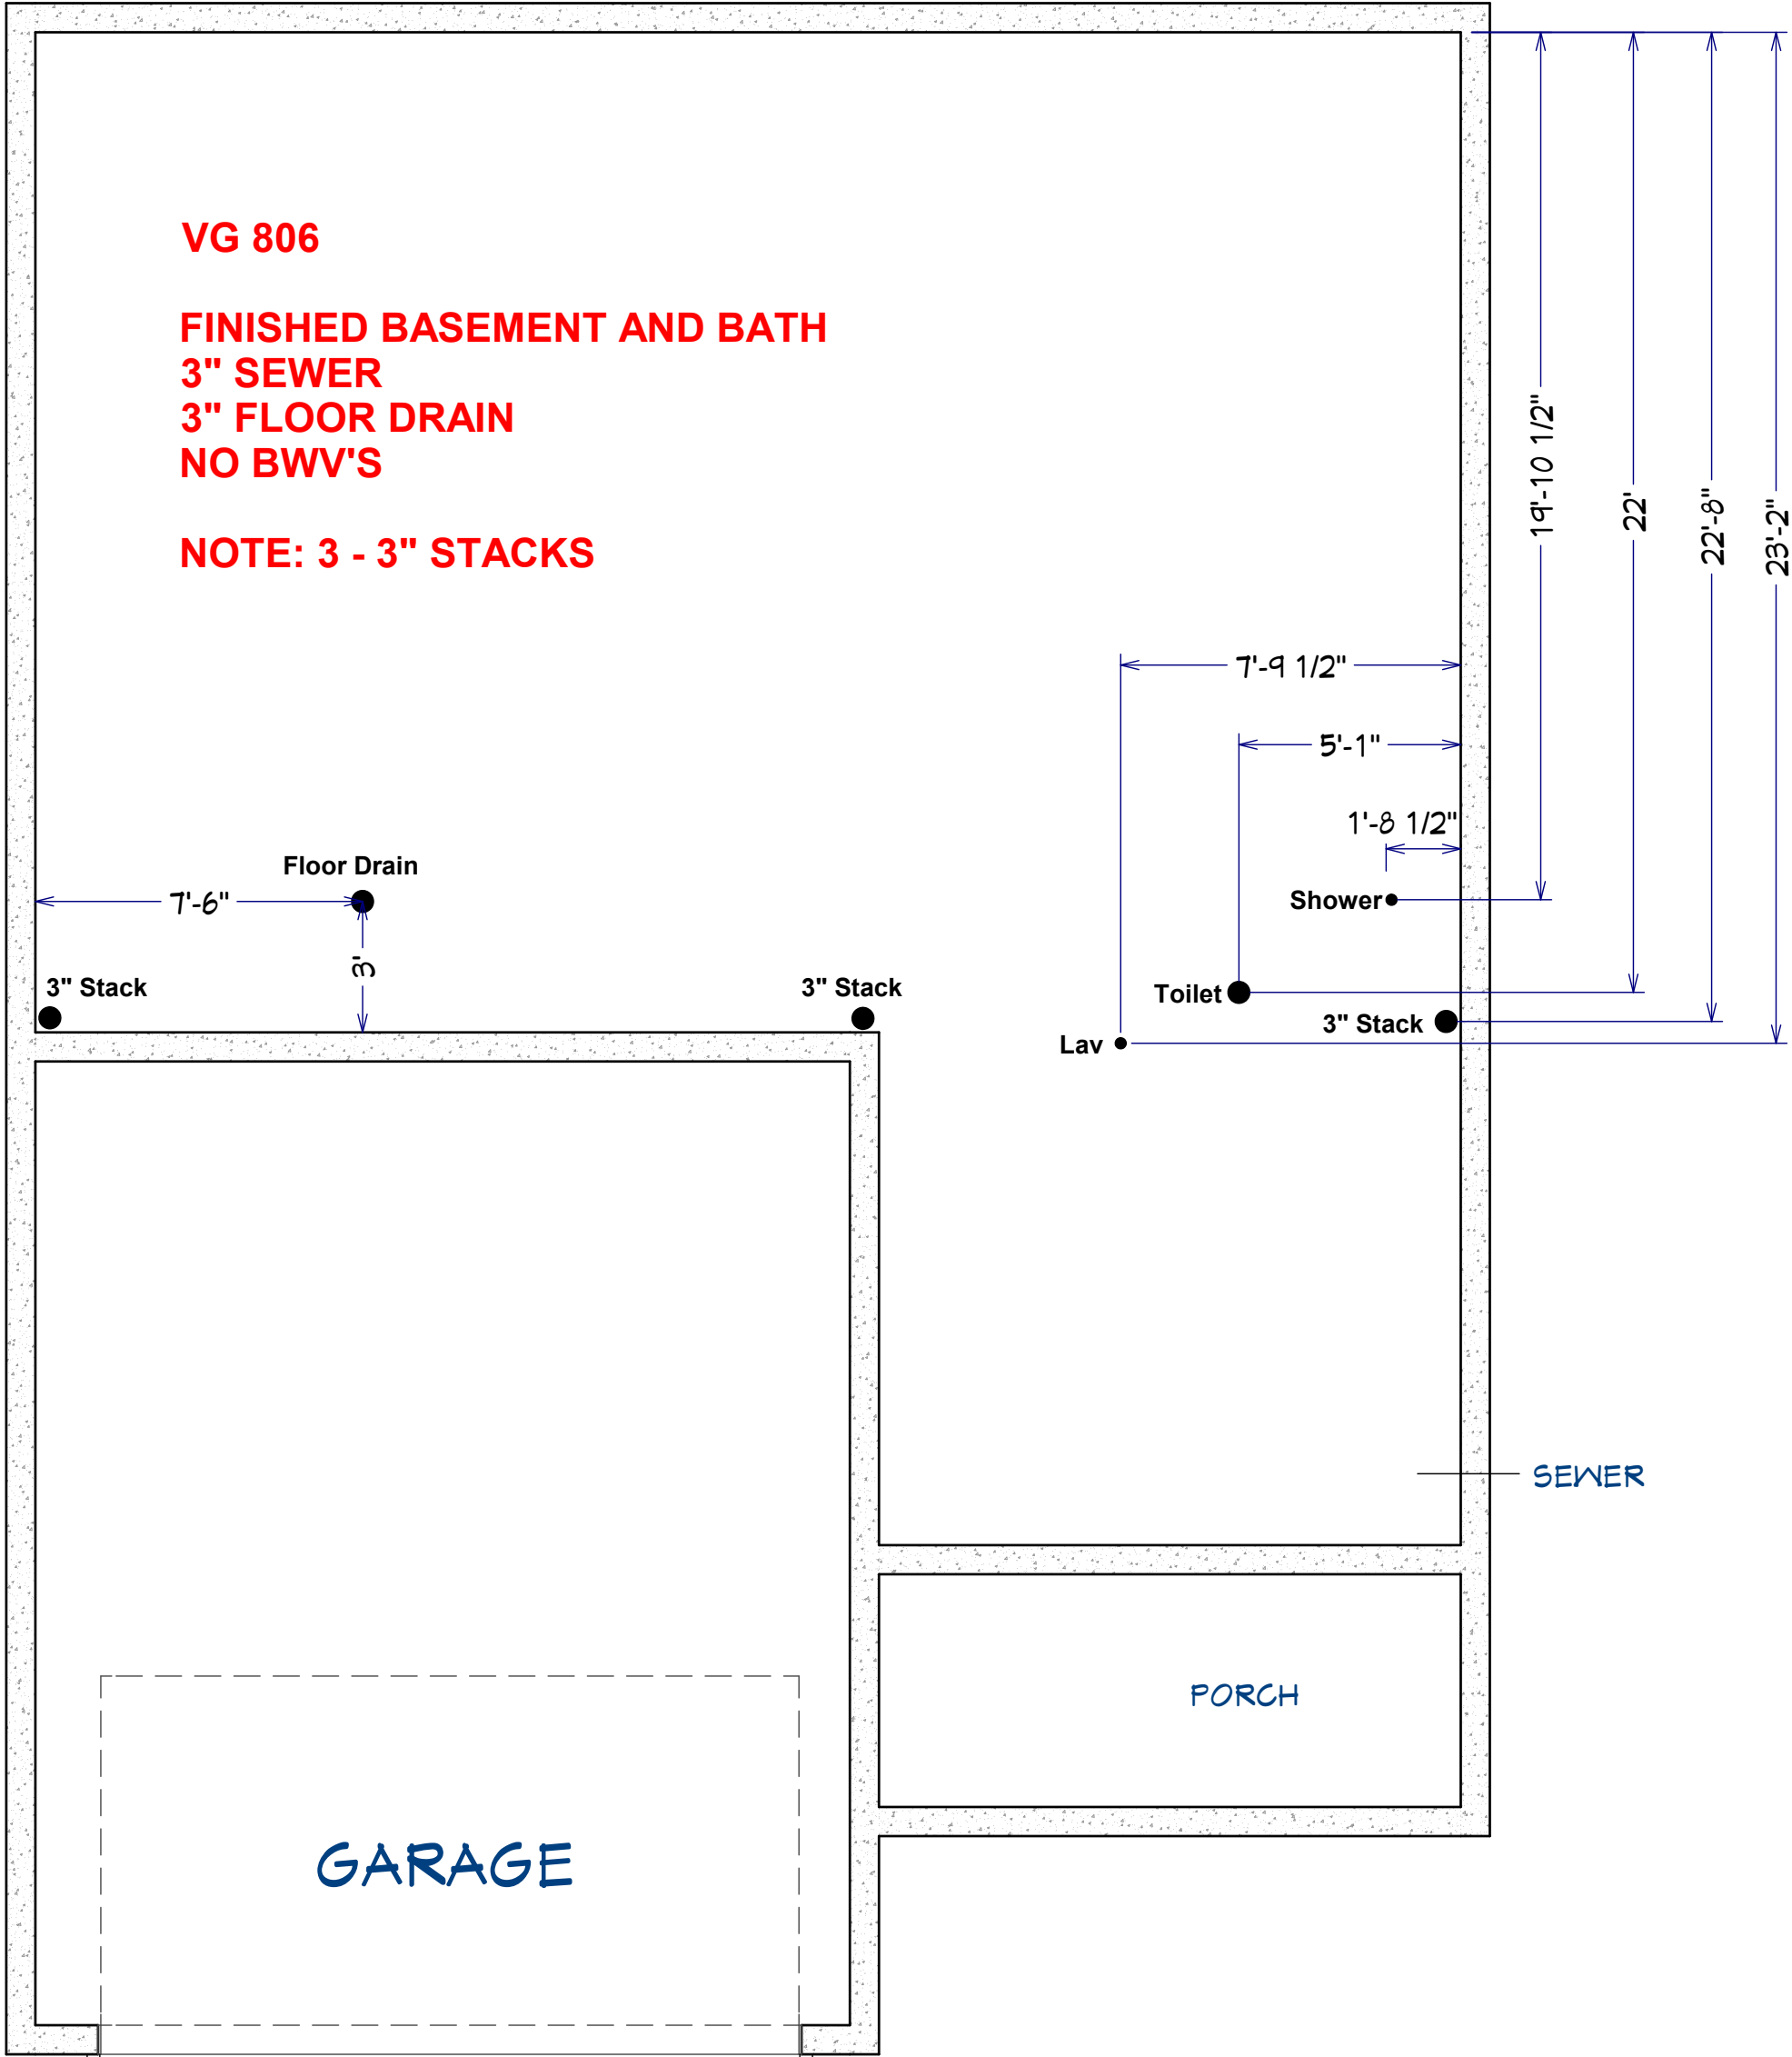 VG 806
FINISHED BASEMENT AND BATH
3" SEWER
3" FLOOR DRAIN
NO BWV'S
NOTE: 3 - 3" STACKS
19'-10 1/2"
22'
22'-8"
23'-2"
7'-9 1/2"
5'-1"
1'-8 1/2"
Floor Drain
7'-6"
Shower
3'
3" Stack
3" Stack
Toilet
3" Stack
Lav
SEWER
PORCH
GARAGE